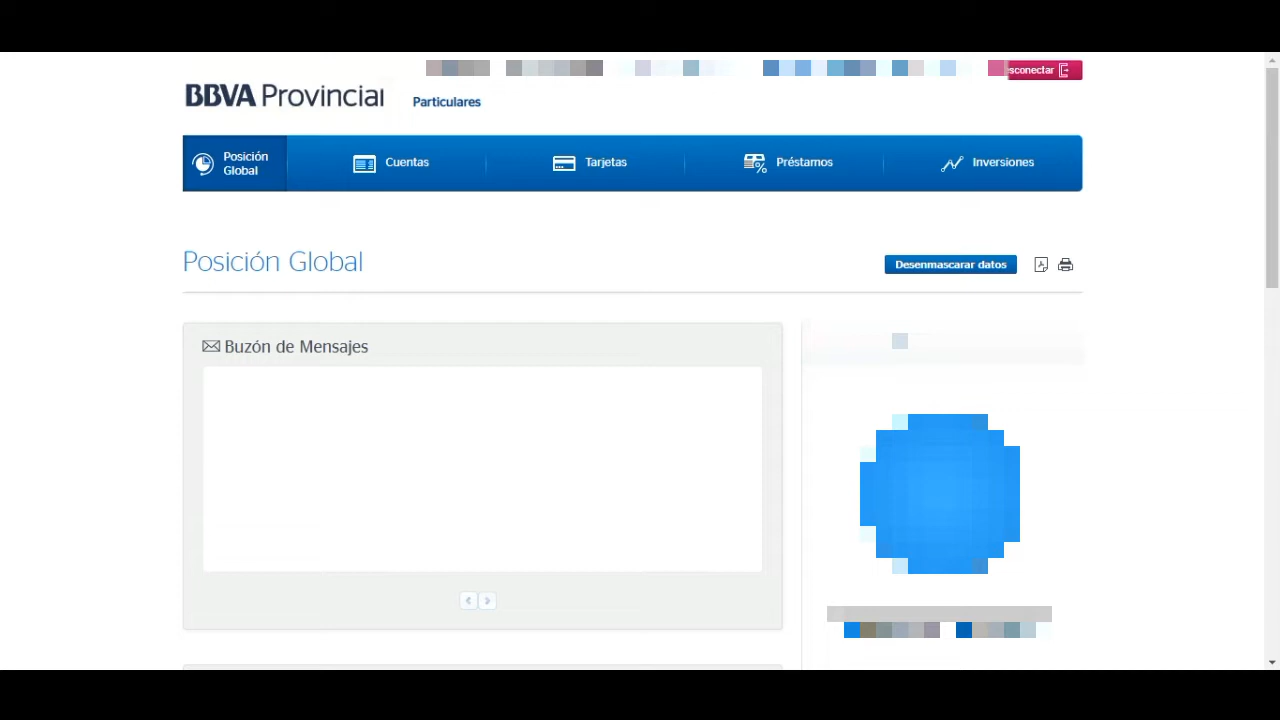 BBVA Provincial
Particulares
sconectar
Posición
Global
Cuentas
Tarjetas
Préstamos
Inversiones
Posición Global
Desenmascarar datos
Buzón de Mensajes